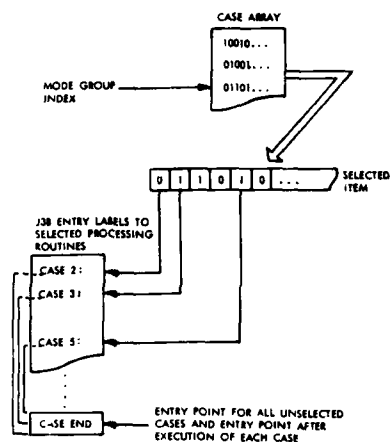 CASE ARRAY
10010...
01001...
01101...
MODE GROUP
INDEX
0 1 1 0 1 0 ...
SELECTED
ITEM
J3B ENTRY LABELS TO
SELECTED PROCESSING
ROUTINES
CASE 2:
CASE 3:
CASE 5:
CASE END
ENTRY POINT FOR ALL UNSELECTED
CASES AND ENTRY POINT AFTER
EXECUTION OF EACH CASE